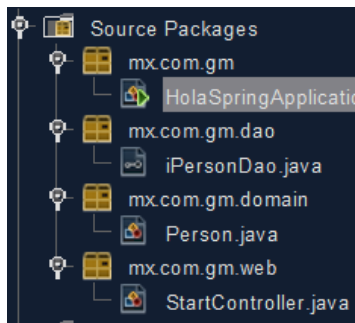 Source Packages
mx.com.gm
HolaSpringApplicatio
mx.com.gm.dao
iPersonDao.java
mx.com.gm.domain
Person.java
mx.com.gm.web
StartController.java